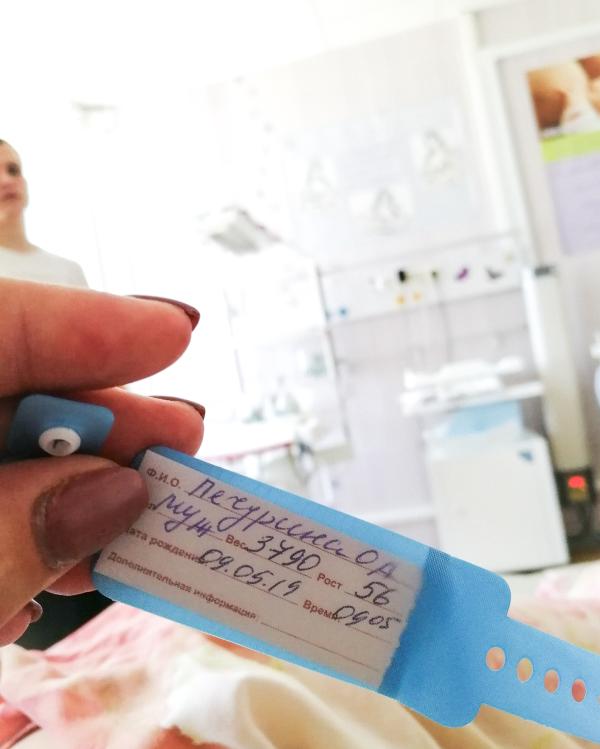 Ф.И.О. Печурина О.Д
муж Вес 3790 Рост 56
Дата рождения 09.05.19 Время 0905
Дополнительная информация